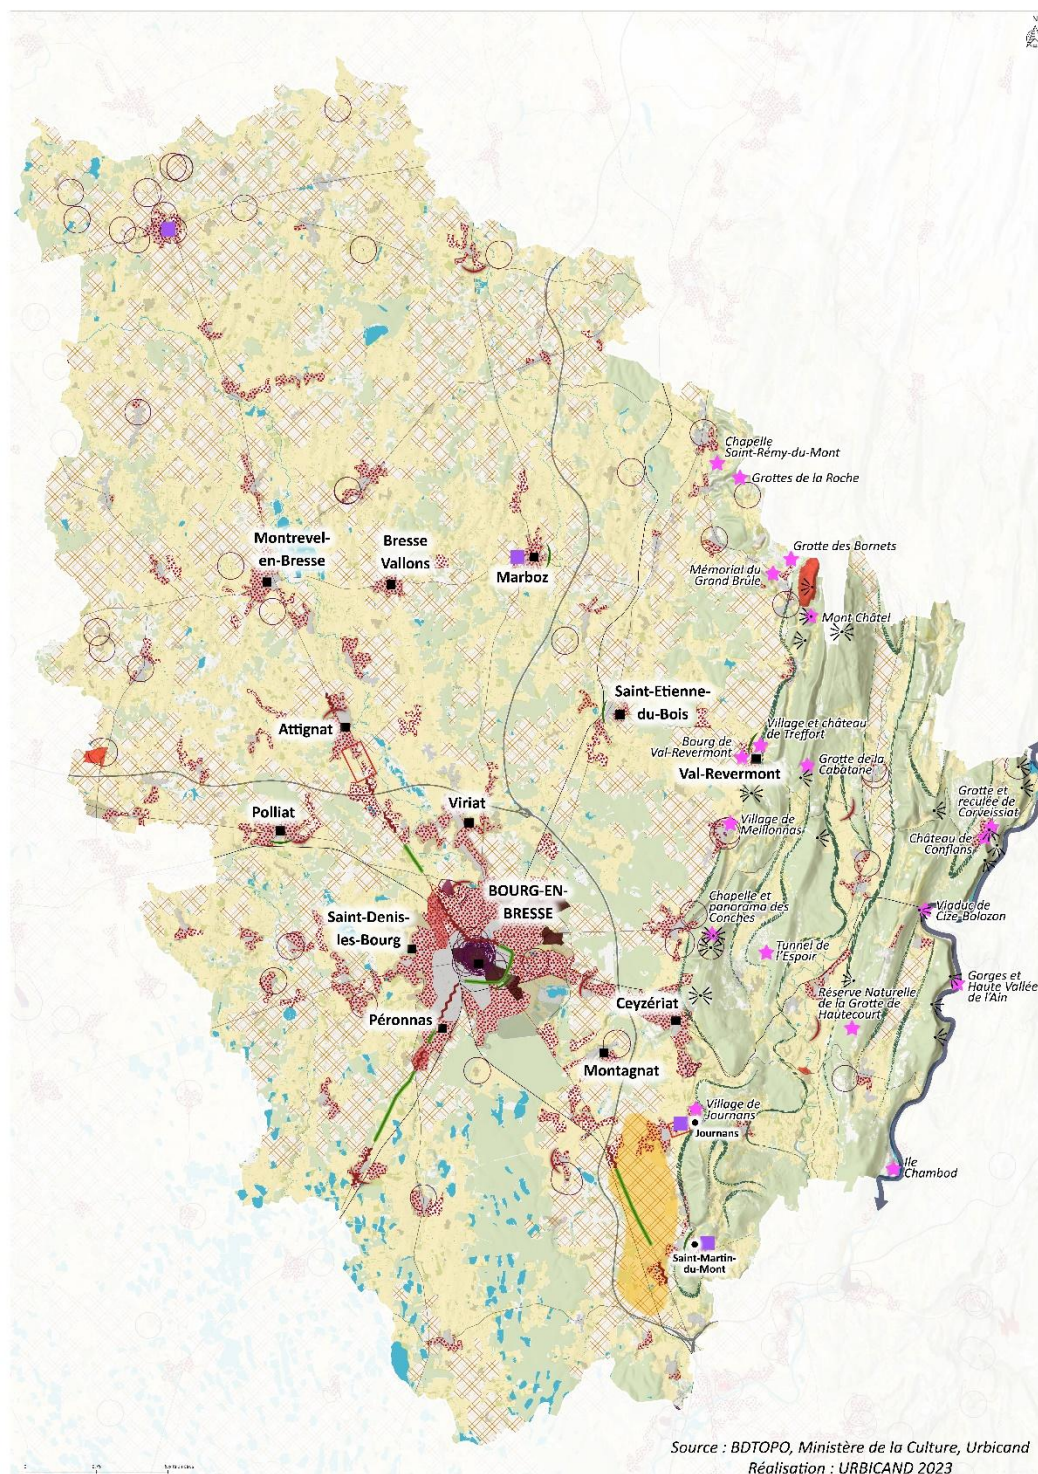 N
Chapelle
Saint-Rémy-du-Mont
Grottes de la Roche
Montrevel-
en-Bresse
Bresse
Vallons
Marboz
Grotte des Bornets
Mémorial du
Grand Brûle
Mont Châtel
Saint-Etienne-
du-Bois
Attignat
Village et château
de Treffort
Bourg de
Val-Revermont
Val-Revermont
Grotte de la
Cabatane
Polliat
Viriat
Village de
Meillonnas
Grotte et
reculée de
Corveissiat
Château de
Conflans
BOURG-EN-
BRESSE
Saint-Denis-
les-Bourg
Chapelle et
panorama des
Conches
Viaduc de
Cize Bolozon
Tunnel de
l'Espoir
Gorges et
Haute Vallée
de l'Ain
Réserve Naturelle
de la Grotte de
Hautecourt
Ceyzériat
Péronnas
Montagnat
Village de
Journans
Journans
Ile
Chambod
Saint-Martin-
du-Mont
Source : BDTOPO, Ministère de la Culture, Urbicand
Réalisation : URBICAND 2023